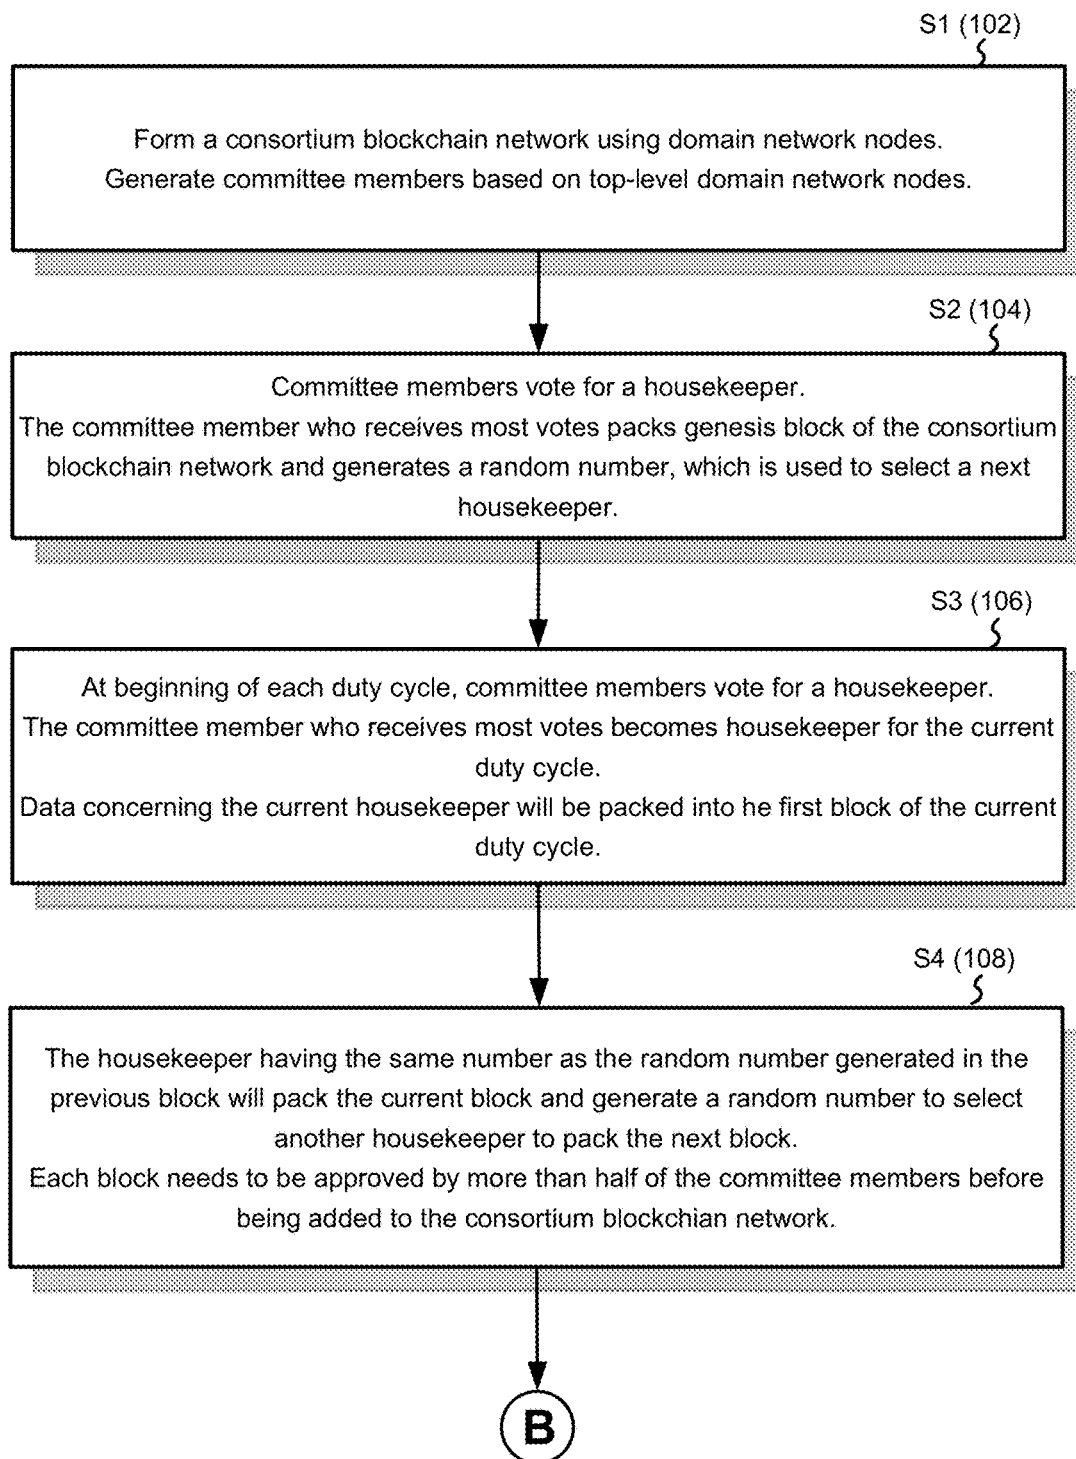 S1 (102)
Form a consortium blockchain network using domain network nodes.
Generate committee members based on top-level domain network nodes.
S2 (104)
Committee members vote for a housekeeper.
The committee member who receives most votes packs genesis block of the consortium
blockchain network and generates a random number, which is used to select a next
housekeeper.
S3 (106)
At beginning of each duty cycle, committee members vote for a housekeeper.
The committee member who receives most votes becomes housekeeper for the current
duty cycle.
Data concerning the current housekeeper will be packed into he first block of the current
duty cycle.
S4 (108)
The housekeeper having the same number as the random number generated in the
previous block will pack the current block and generate a random number to select
another housekeeper to pack the next block.
Each block needs to be approved by more than half of the committee members before
being added to the consortium blockchian network.
B